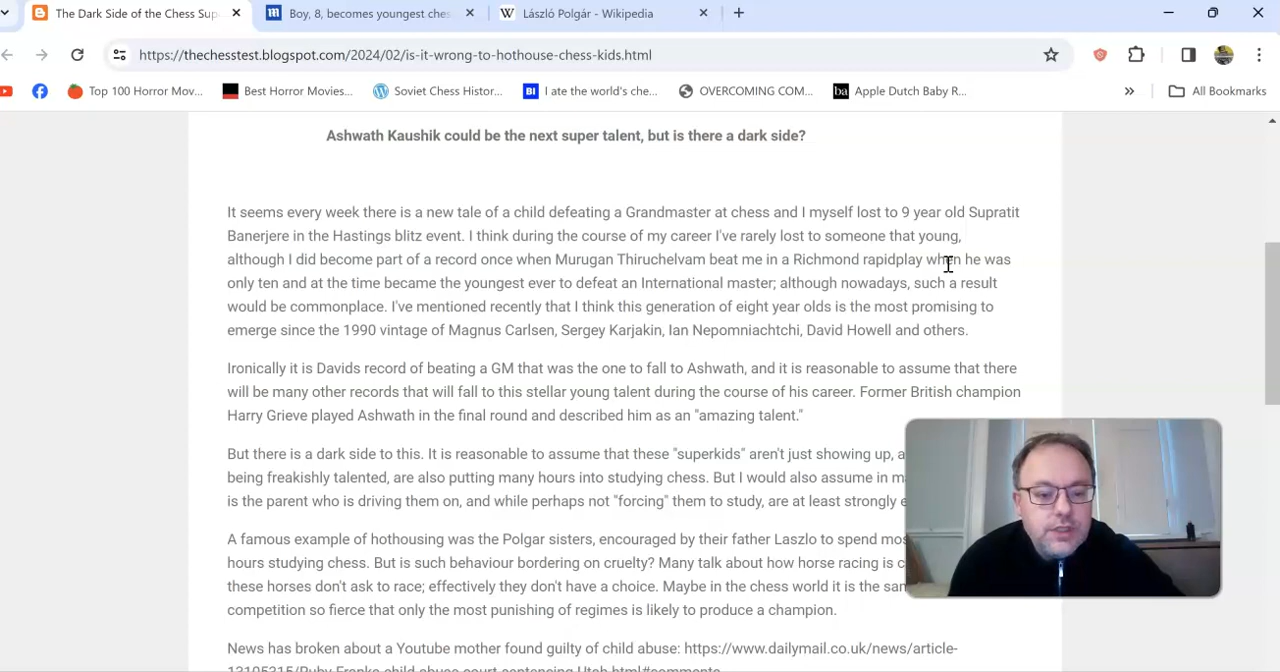 The Dark Side of the Chess Sup
Boy, 8, becomes youngest ches
László Polgár - Wikipedia
https://thechesstest.blogspot.com/2024/02/is-it-wrong-to-hothouse-chess-kids.html
Top 100 Horror Mov...
Best Horror Movies...
Soviet Chess Histor...
BI I ate the world's che...
OVERCOMING COM...
ba Apple Dutch Baby R...
All Bookmarks
Ashwath Kaushik could be the next super talent, but is there a dark side?
It seems every week there is a new tale of a child defeating a Grandmaster at chess and I myself lost to 9 year old Supratit
Banerjere in the Hastings blitz event. I think during the course of my career I've rarely lost to someone that young,
although I did become part of a record once when Murugan Thiruchelvam beat me in a Richmond rapidplay when he was
only ten and at the time became the youngest ever to defeat an International master; although nowadays, such a result
would be commonplace. I've mentioned recently that I think this generation of eight year olds is the most promising to
emerge since the 1990 vintage of Magnus Carlsen, Sergey Karjakin, Ian Nepomniachtchi, David Howell and others.
Ironically it is Davids record of beating a GM that was the one to fall to Ashwath, and it is reasonable to assume that there
will be many other records that will fall to this stellar young talent during the course of his career. Former British champion
Harry Grieve played Ashwath in the final round and described him as an "amazing talent."
But there is a dark side to this. It is reasonable to assume that these "superkids" aren't just showing up, a
being freakishly talented, are also putting many hours into studying chess. But I would also assume in m
is the parent who is driving them on, and while perhaps not "forcing" them to study, are at least strongly e
A famous example of hothousing was the Polgar sisters, encouraged by their father Laszlo to spend mos
hours studying chess. But is such behaviour bordering on cruelty? Many talk about how horse racing is c
these horses don't ask to race; effectively they don't have a choice. Maybe in the chess world it is the sam
competition so fierce that only the most punishing of regimes is likely to produce a champion.
News has broken about a Youtube mother found guilty of child abuse: https://www.dailymail.co.uk/news/article-
13105315/Ruby-Franke-child-abuse-court-sentencing-Utah.html#comments